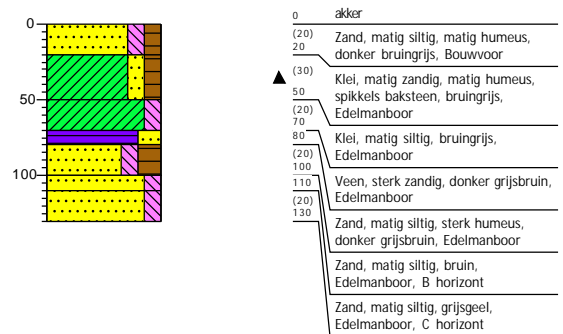 0
50
100
0
akker
(20)
20
Zand, matig siltig, matig humeus,
donker bruingrijs, Bouwvoor
(30)
50
Klei, matig zandig, matig humeus,
spikkels baksteen, bruingrijs,
Edelmanboor
(20)
70
Klei, matig siltig, bruingrijs,
Edelmanboor
80
Veen, sterk zandig, donker grijsbruin,
Edelmanboor
(20)
100
Zand, matig siltig, sterk humeus,
donker grijsbruin, Edelmanboor
110
Zand, matig siltig, bruin,
Edelmanboor, B horizont
(20)
130
Zand, matig siltig, grijsgeel,
Edelmanboor, C horizont